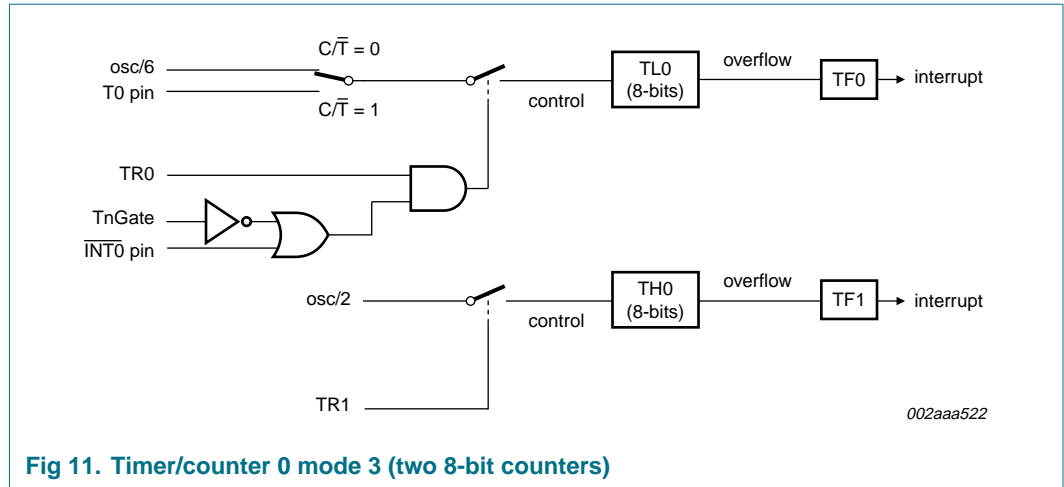 C/T̅ = 0
osc/6
T0 pin
C/T̅ = 1
control
TL0
(8-bits)
overflow
TF0
interrupt
TR0
TnGate
I̅N̅T̅0̅ pin
osc/2
control
TH0
(8-bits)
overflow
TF1
interrupt
TR1
002aaa522
Fig 11. Timer/counter 0 mode 3 (two 8-bit counters)